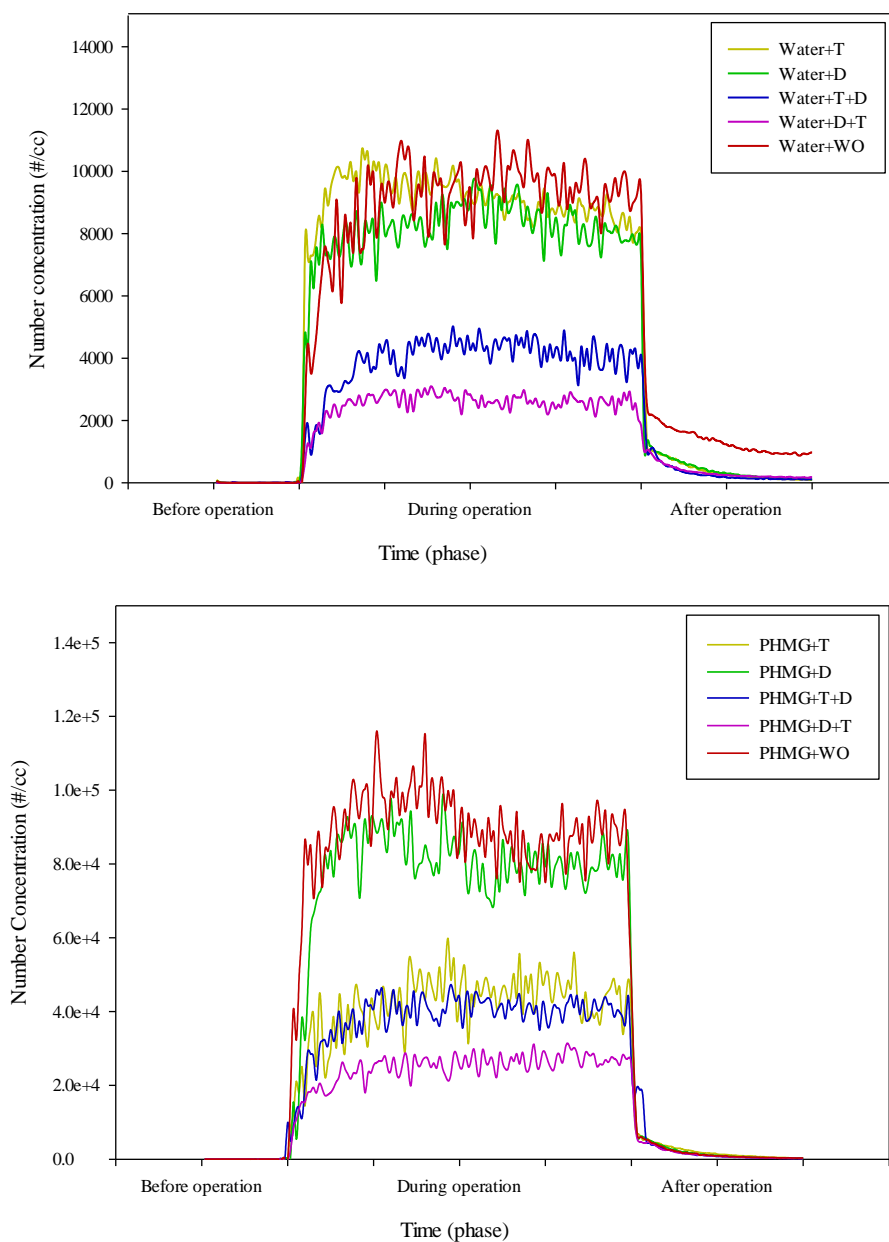 14000
12000
10000
8000
6000
4000
2000
0
Number concentration (#/cc)
Water+T
Water+D
Water+T+D
Water+D+T
Water+WO
Before operation
During operation
After operation
Time (phase)
1.4e+5
1.2e+5
1.0e+5
8.0e+4
6.0e+4
4.0e+4
2.0e+4
0.0
Number Concentration (#/cc)
PHMG+T
PHMG+D
PHMG+T+D
PHMG+D+T
PHMG+WO
Before operation
During operation
After operation
Time (phase)